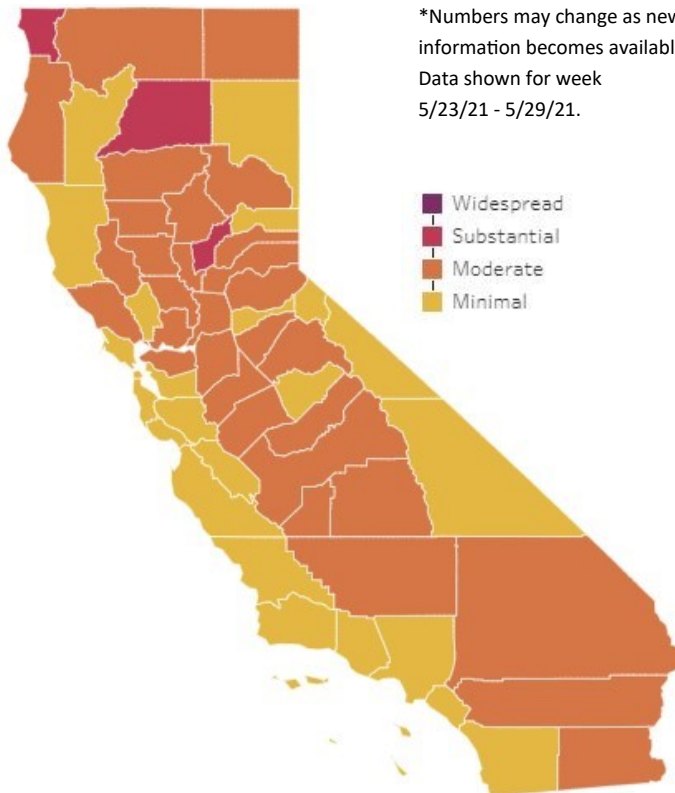 *Numbers may change as new
information becomes
Data shown for week
5/23/21 - 5/29/21.
Widespread
Substantial
Moderate
Minimal